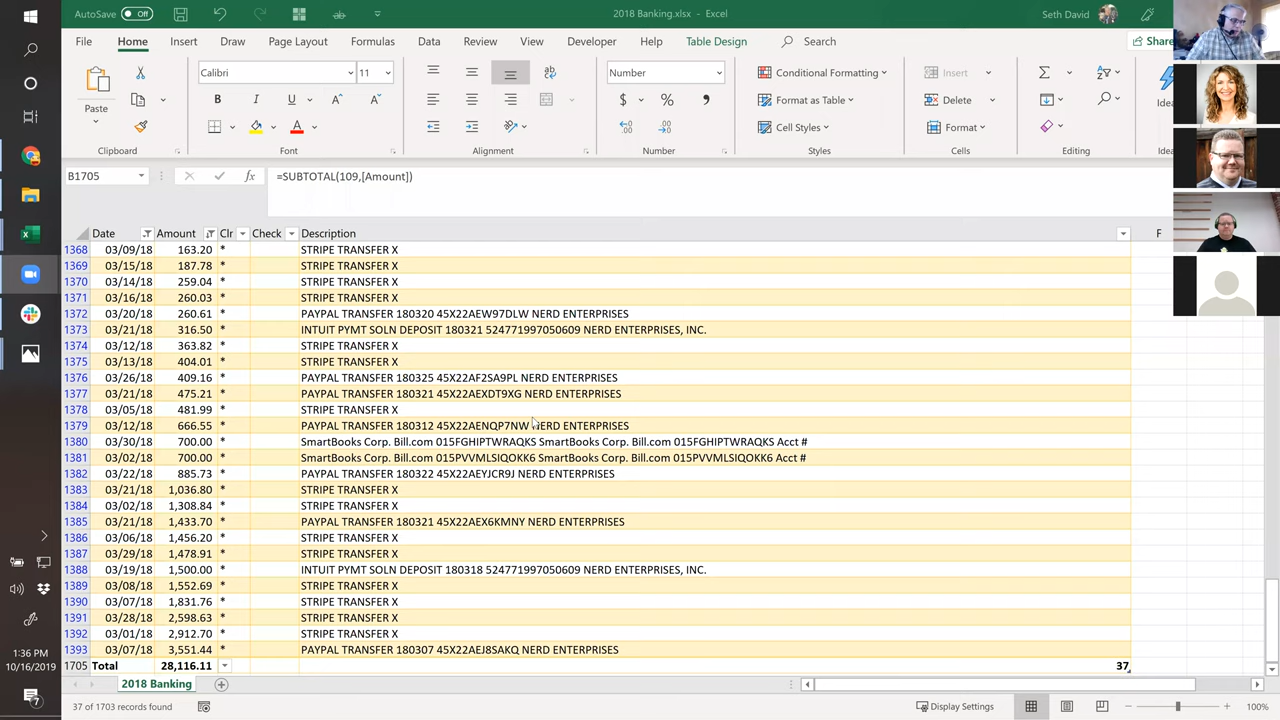 AutoSave Off 2018 Banking.xlsx - Excel Seth David
File Home Insert Draw Page Layout Formulas Data Review View Developer Help Table Design Search Share
Paste Calibri 11 B I U A A A Number $ % Conditional Formatting Format as Table Cell Styles Insert Delete Format Ideas
Clipboard Font Alignment Number Styles Cells Editing
B1705 fx =SUBTOTAL(109,[Amount])
Date Amount Clr Check Description F
1368 03/09/18 163.20 * STRIPE TRANSFER X
1369 03/15/18 187.78 * STRIPE TRANSFER X
1370 03/14/18 259.04 * STRIPE TRANSFER X
1371 03/16/18 260.03 * STRIPE TRANSFER X
1372 03/20/18 260.61 * PAYPAL TRANSFER 180320 45X22AEW97DLW NERD ENTERPRISES
1373 03/21/18 316.50 * INTUIT PYMT SOLN DEPOSIT 180321 524771997050609 NERD ENTERPRISES, INC.
1374 03/12/18 363.82 * STRIPE TRANSFER X
1375 03/13/18 404.01 * STRIPE TRANSFER X
1376 03/26/18 409.16 * PAYPAL TRANSFER 180325 45X22AF2SA9PL NERD ENTERPRISES
1377 03/21/18 475.21 * PAYPAL TRANSFER 180321 45X22AEXDT9XG NERD ENTERPRISES
1378 03/05/18 481.99 * STRIPE TRANSFER X
1379 03/12/18 666.55 * PAYPAL TRANSFER 180312 45X22AENQP7NW NERD ENTERPRISES
1380 03/30/18 700.00 * SmartBooks Corp. Bill.com 015FGHIPTWRAQKS SmartBooks Corp. Bill.com 015FGHIPTWRAQKS Acct #
1381 03/02/18 700.00 * SmartBooks Corp. Bill.com 015PVVMLSIQOKK6 SmartBooks Corp. Bill.com 015PVVMLSIQOKK6 Acct #
1382 03/22/18 885.73 * PAYPAL TRANSFER 180322 45X22AEYJCR9J NERD ENTERPRISES
1383 03/21/18 1,036.80 * STRIPE TRANSFER X
1384 03/02/18 1,308.84 * STRIPE TRANSFER X
1385 03/21/18 1,433.70 * PAYPAL TRANSFER 180321 45X22AEX6KMNY NERD ENTERPRISES
1386 03/06/18 1,456.20 * STRIPE TRANSFER X
1387 03/29/18 1,478.91 * STRIPE TRANSFER X
1388 03/19/18 1,500.00 * INTUIT PYMT SOLN DEPOSIT 180318 524771997050609 NERD ENTERPRISES, INC.
1389 03/08/18 1,552.69 * STRIPE TRANSFER X
1390 03/07/18 1,831.76 * STRIPE TRANSFER X
1391 03/28/18 2,598.63 * STRIPE TRANSFER X
1392 03/01/18 2,912.70 * STRIPE TRANSFER X
1393 03/07/18 3,551.44 * PAYPAL TRANSFER 180307 45X22AEJ8SAKQ NERD ENTERPRISES
1705 Total 28,116.11 37
2018 Banking
37 of 1703 records found Display Settings 100%
1:36 PM
10/16/2019
7